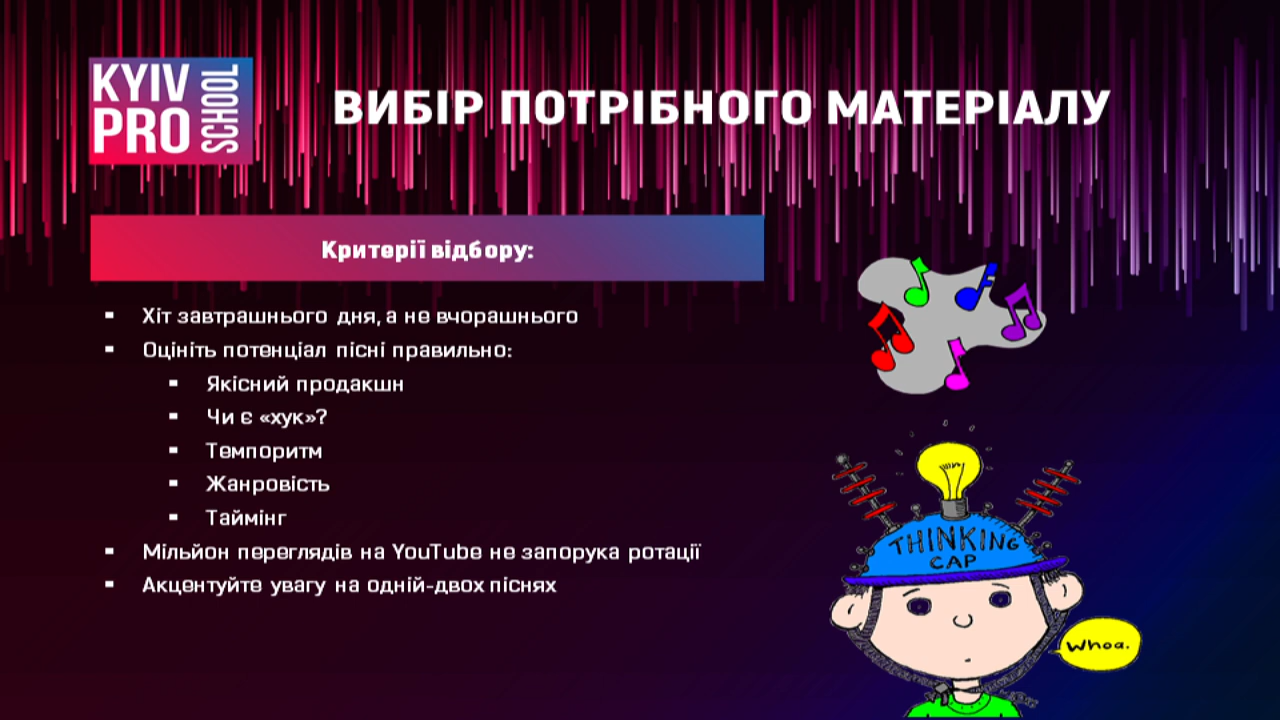 KYIV
PRO
SCHOOL
ВИБІР ПОТРІБНОГО МАТЕРІАЛУ
Критерії відбору:
Хіт завтрашнього дня, а не вчорашнього
Оцініть потенціал пісні правильно:
Якісний продакшн
Чи є «хук»?
Темпоритм
Жанровість
Таймінг
Мільйон переглядів на YouTube не запорука ротації
Акцентуйте увагу на одній-двох піснях
THINKING
CAP
Whoa.